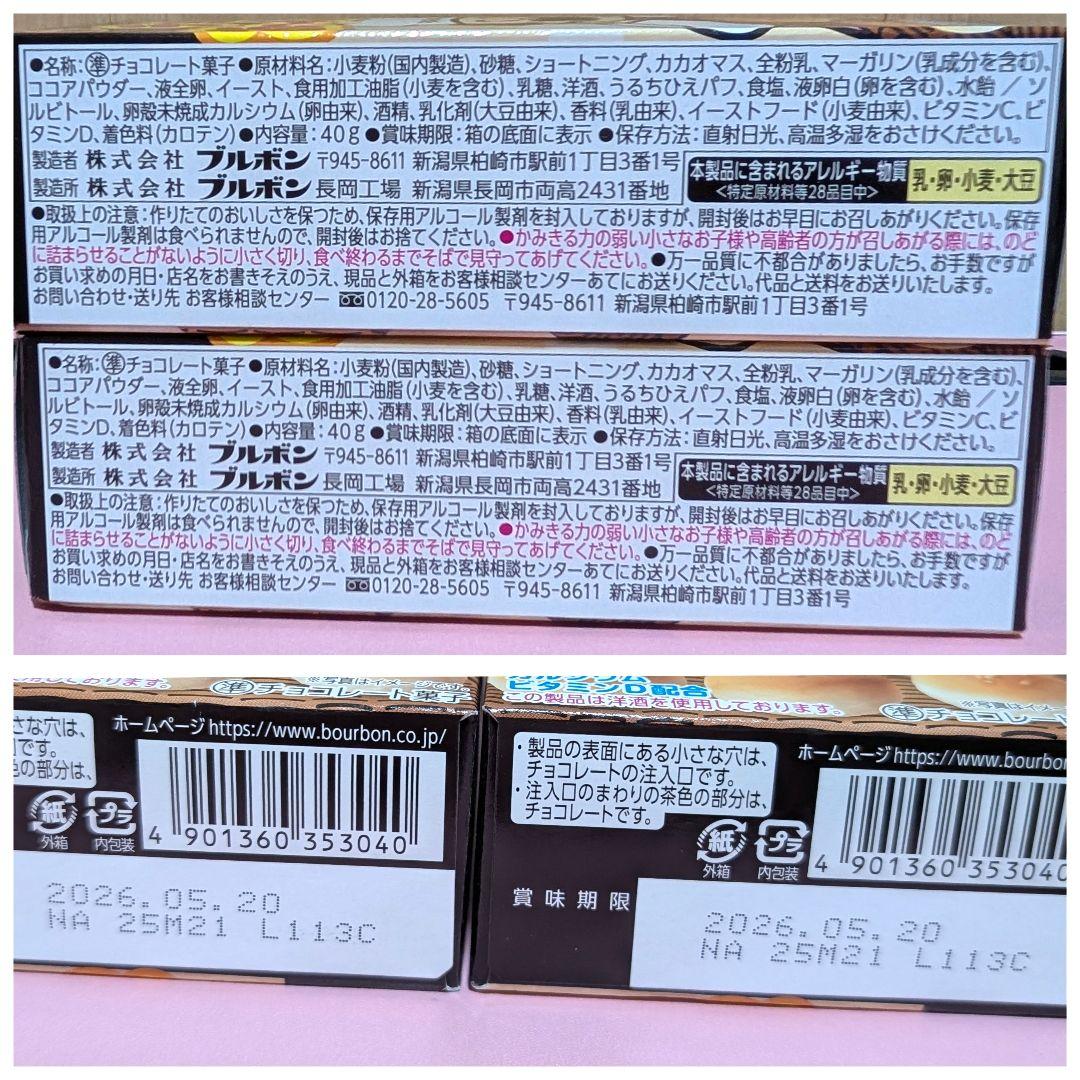 ●名称:㊟チョコレート菓子●原材料名:小麦粉(国内製造)、砂糖、ショートニング、カカオマス、全粉乳、マーガリン(乳成分を含む)、
ココアパウダー、液全卵、イースト、食用加工油脂(小麦を含む)、乳糖、洋酒、うるちひえパフ、食塩、液卵白(卵を含む)、水飴/ソ
ルビトール、卵殻未焼成カルシウム(卵由来)、酒精、乳化剤(大豆由来)、香料(乳由来)、イーストフード(小麦由来)、ビタミンC、ビ
タミンD、着色料(カロテン)●内容量:40g●賞味期限:箱の底面に表示●保存方法:直射日光、高温多湿をおさけください。
製造者 株式会社 ブルボン 〒945-8611 新潟県柏崎市駅前1丁目3番1号
製造所 株式会社 ブルボン 長岡工場 新潟県長岡市両高2431番地
本製品に含まれるアレルギー物質
<特定原材料等28品目中>
乳・卵・小麦・大豆
●取扱上の注意:作りたてのおいしさを保つため、保存用アルコール製剤を封入しておりますが、開封後はお早目にお召しあがりください。保存
用アルコール製剤は食べられませんので、開封後はお捨てください。●かみきる力の弱い小さなお子様や高齢者の方が召しあがる際には、のど
に詰まらせることがないように小さく切り、食べ終わるまでそばで見守ってあげてください。●万一品質に不都合がありましたら、お手数ですが
お買い求めの月日・店名をお書きそえのうえ、現品と外箱をお客様相談センターあてにお送りください。代品と送料をお送りいたします。
お問い合わせ・送り先 お客様相談センター 0120-28-5605 〒945-8611 新潟県柏崎市駅前1丁目3番1号
●名称:準チョコレート菓子●原材料名:小麦粉(国内製造)、砂糖、ショートニング、カカオマス、全粉乳、マーガリン(乳成分を含む)、
ココアパウダー、液全卵、イースト、食用加工油脂(小麦を含む)、乳糖、洋酒、うるちひえパフ、食塩、液卵白(卵を含む)、水飴/ソ
ルビトール、卵殻未焼成カルシウム(卵由来)、酒精、乳化剤(大豆由来)、香料(乳由来)、イーストフード(小麦由来)、ビタミンC、ビ
タミンD、着色料(カロテン)●内容量:40g●賞味期限:箱の底面に表示●保存方法:直射日光、高温多湿をおさけください。
製造者 株式会社 ブルボン 〒945-8611 新潟県柏崎市駅前1丁目3番1号
製造所 株式会社 ブルボン 長岡工場 新潟県長岡市両高2431番地
本製品に含まれるアレルギー物質
<特定原材料等28品目中>
乳・卵・小麦・大豆
●取扱上の注意:作りたてのおいしさを保つため、保存用アルコール製剤を封入しておりますが、開封後はお早目にお召しあがりください。保存
用アルコール製剤は食べられませんので、開封後はお捨てください。●かみきる力の弱い小さなお子様や高齢者の方が召しあがる際には、のど
に詰まらせることがないように小さく切り、食べ終わるまでそばで見守ってあげてください。●万一品質に不都合がありましたら、お手数ですが
お買い求めの月日・店名をお書きそえのうえ、現品と外箱をお客様相談センターあてにお送りください。代品と送料をお送りいたします。
お問い合わせ・送り先 お客様相談センター 0120-28-5605 〒945-8611 新潟県柏崎市駅前1丁目3番1号
しております。
※写真はイメージです。
準チョコレート菓子
さな穴は、
です。
色の部分は、
ホームページ https://www.bourbon.co.jp/
紙
外箱
プラ
内包装
4 901360 353040
2026.05.20
NA 25M21 L113C
カルシウム
ビタミンD配合
この製品は洋酒を使用しております。
※写真はイメージ
準チョコレー
・製品の表面にある小さな穴は、
チョコレートの注入口です。
・注入口のまわりの茶色の部分は、
チョコレートです。
ホームページ https://www.bourbon
紙
外箱
プラ
内包装
4 901360 353040
賞味期限
2026.05.20
NA 25M21 L113C